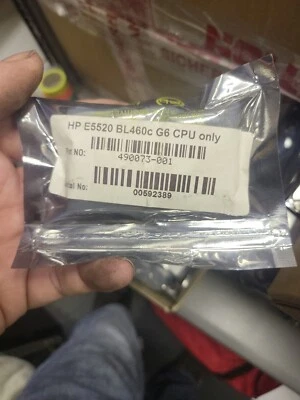 HP E5520 BL460c G6 CPU only
NO:
490073-001
No:
00592389